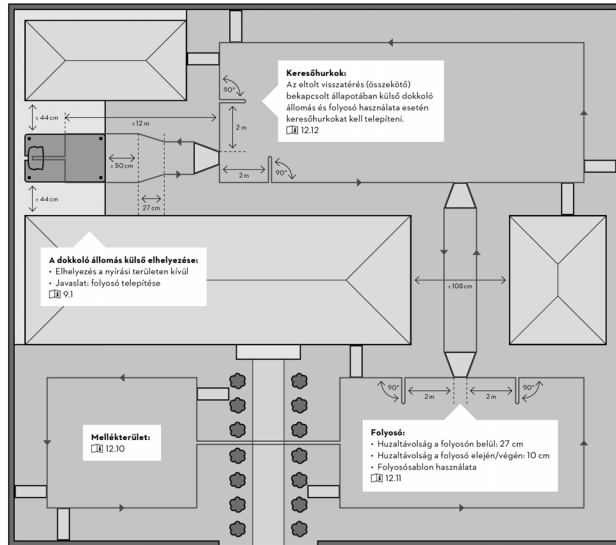 Keresőhurkok:
Az eltolt visszatérés (összekötő)
bekapcsolt állapotában külső dokkoló
állomás és folyosó használata esetén
keresőhurkokat kell telepíteni.
12.12
90°
2 m
≥ 44 cm
≤ 12 m
≥ 50 cm
27 cm
≥ 44 cm
2 m
90°
A dokkoló állomás külső elhelyezése:
• Elhelyezés a nyírási területen kívül
• Javaslat: folyosó telepítése
9.1
≥ 108 cm
90°
2 m
2 m
90°
Mellékterület:
12.10
Folyosó:
• Huzaltávolság a folyosón belül: 27 cm
• Huzaltávolság a folyosó elején/végén: 10 cm
• Folyosósablon használata
12.11